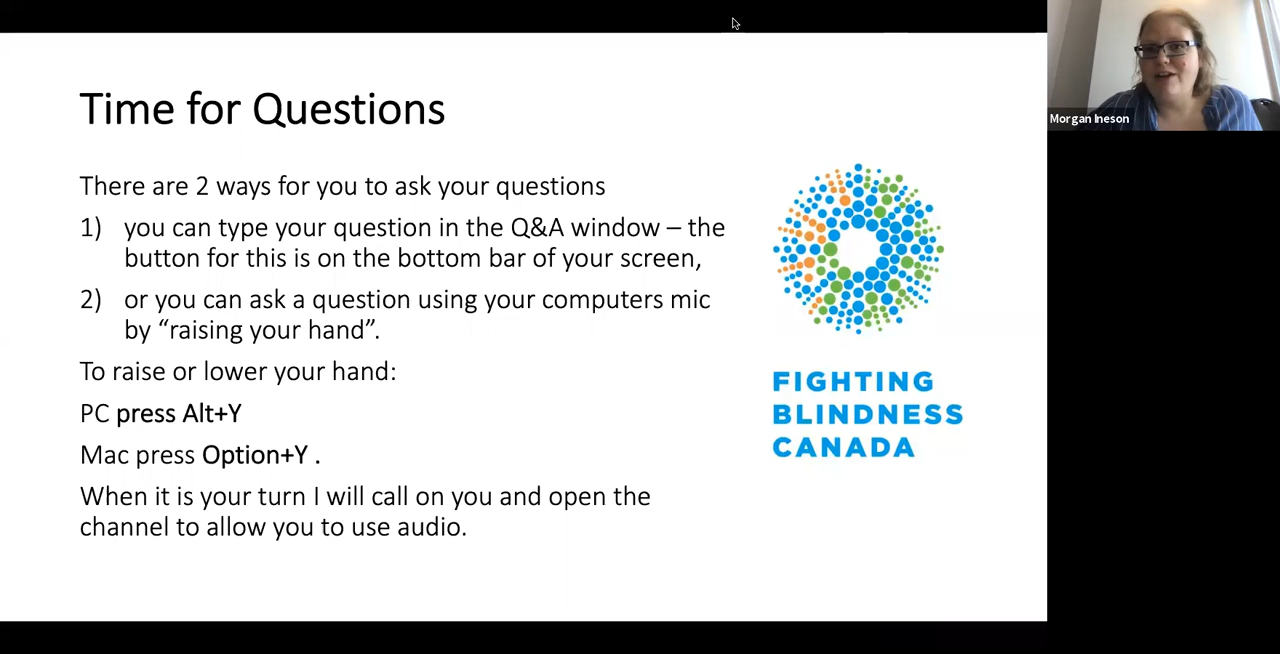 Time for Questions
There are 2 ways for you to ask your questions
1) you can type your question in the Q&A window – the
button for this is on the bottom bar of your screen,
2) or you can ask a question using your computers mic
by “raising your hand”.
To raise or lower your hand:
PC press Alt+Y
Mac press Option+Y .
When it is your turn I will call on you and open the
channel to allow you to use audio.
FIGHTING
BLINDNESS
CANADA
Morgan Ineson